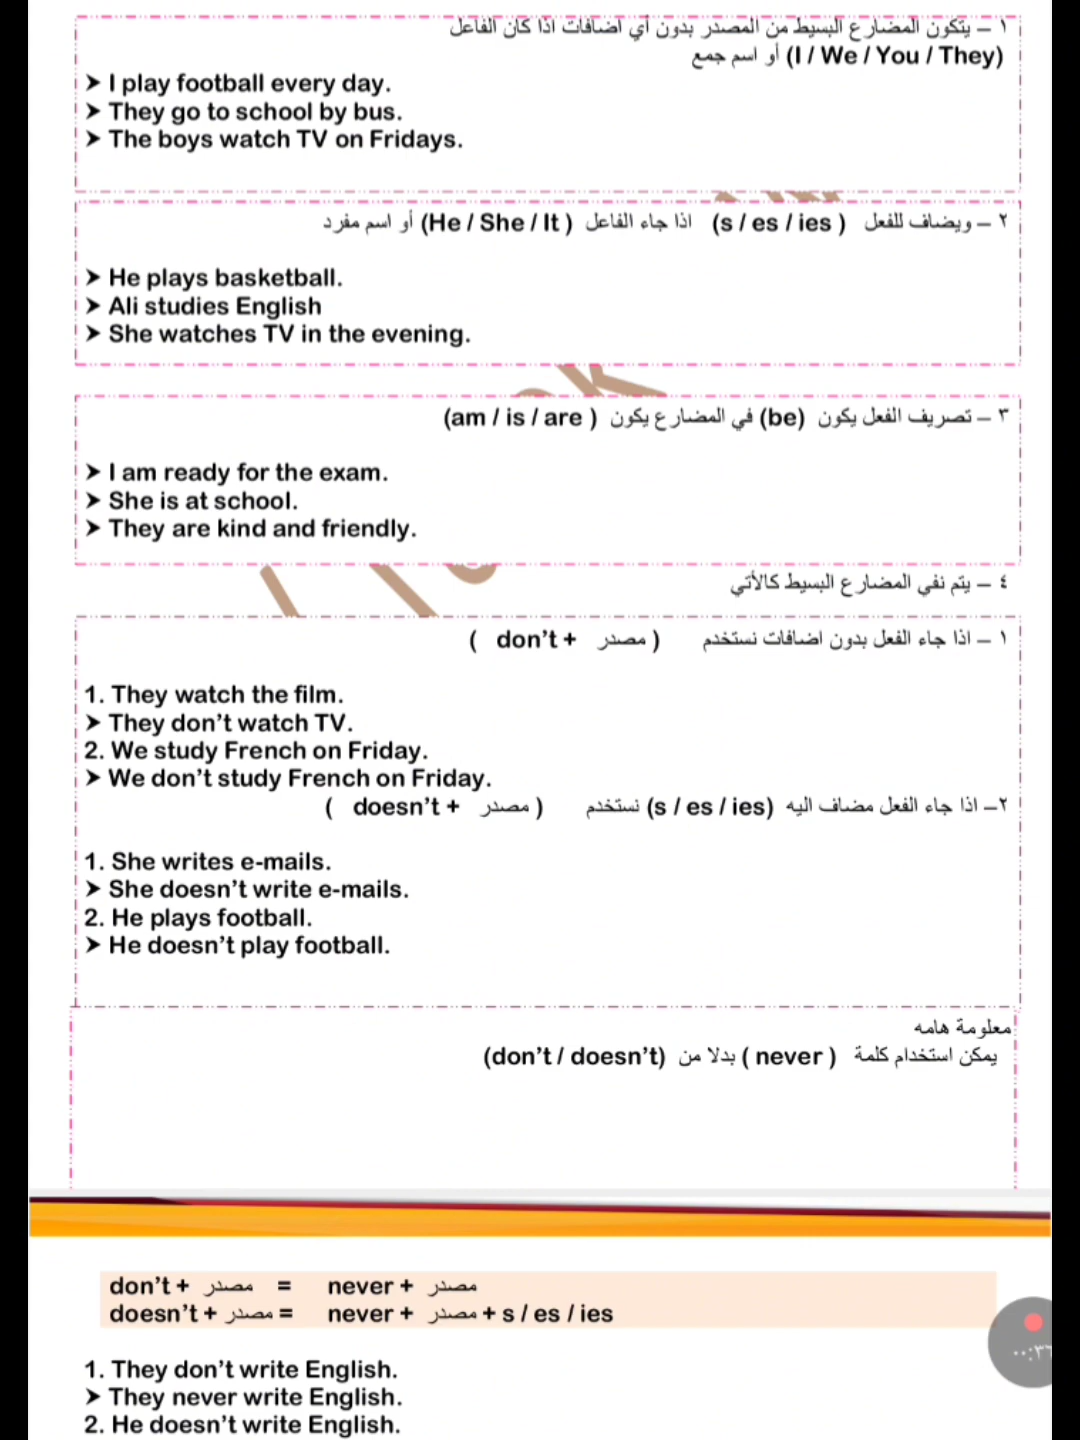 ١ – يتكون المضارع البسيط من المصدر بدون أي اضافات اذا كان الفاعل
(I / We / You / They) أو اسم جمع
➤ I play football every day.
➤ They go to school by bus.
➤ The boys watch TV on Fridays.
٢ – ويضاف للفعل (s / es / ies) اذا جاء الفاعل (He / She / It) أو اسم مفرد
➤ He plays basketball.
➤ Ali studies English
➤ She watches TV in the evening.
٣ – تصريف الفعل يكون (be) في المضارع يكون (am / is / are)
➤ I am ready for the exam.
➤ She is at school.
➤ They are kind and friendly.
٤ – يتم نفي المضارع البسيط كالأتي
١ – اذا جاء الفعل بدون اضافات نستخدم ( مصدر + don't )
1. They watch the film.
➤ They don't watch TV.
2. We study French on Friday.
➤ We don't study French on Friday.
٢– اذا جاء الفعل مضاف اليه (s / es / ies) نستخدم ( مصدر + doesn't )
1. She writes e-mails.
➤ She doesn't write e-mails.
2. He plays football.
➤ He doesn't play football.
معلومة هامه
يمكن استخدام كلمة ( never ) بدلا من (don't / doesn't)
don't + مصدر = never + مصدر
doesn't + مصدر = never + مصدر + s / es / ies
1. They don't write English.
➤ They never write English.
2. He doesn't write English.